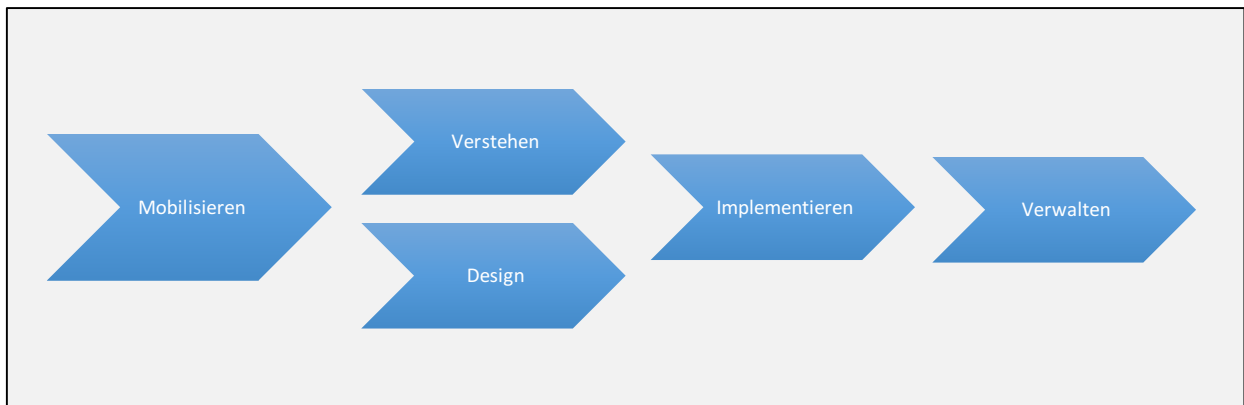 Mobilisieren
Verstehen
Design
Implementieren
Verwalten